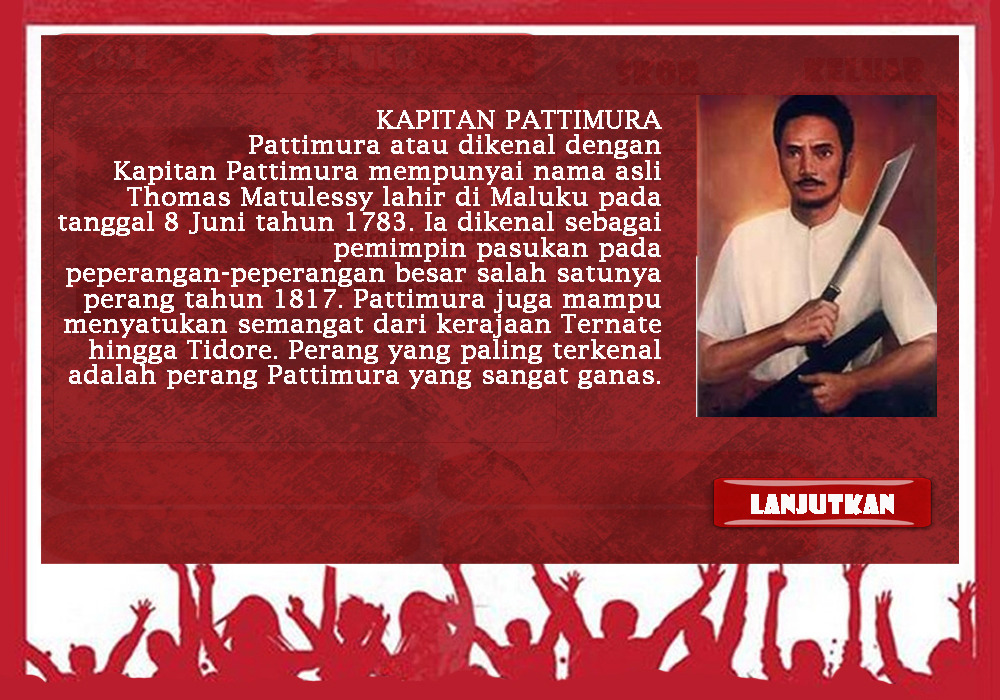 KAPITAN PATTIMURA
Pattimura atau dikenal dengan
Kapitan Pattimura mempunyai nama asli
Thomas Matulessy lahir di Maluku pada
tanggal 8 Juni tahun 1783. Ia dikenal sebagai
pemimpin pasukan pada
peperangan-peperangan besar salah satunya
perang tahun 1817. Pattimura juga mampu
menyatukan semangat dari kerajaan Ternate
hingga Tidore. Perang yang paling terkenal
adalah perang Pattimura yang sangat ganas.
LANJUTKAN